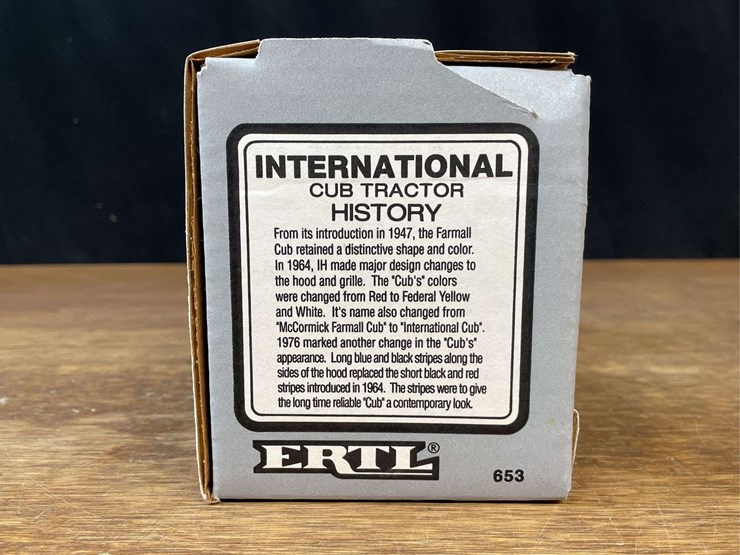 INTERNATIONAL
CUB TRACTOR
HISTORY
From its introduction in 1947, the Farmall
Cub retained a distinctive shape and color.
In 1964, IH made major design changes to
the hood and grille. The "Cub's" colors
were changed from Red to Federal Yellow
and White. It's name also changed from
"McCormick Farmall Cub" to "International Cub".
1976 marked another change in the "Cub's"
appearance. Long blue and black stripes along the
sides of the hood replaced the short black and red
stripes introduced in 1964. The stripes were to give
the long time reliable "Cub" a contemporary look.
ERTL®
653